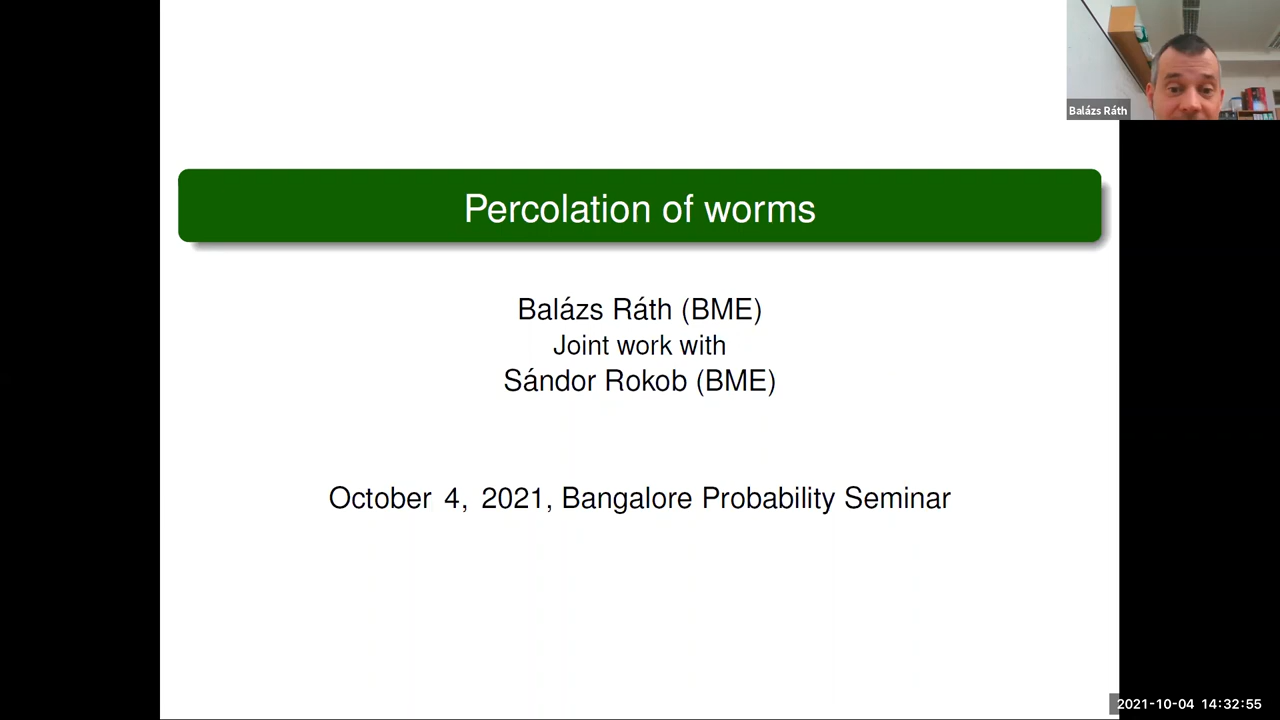 Balázs Ráth
Percolation of worms
Balázs Ráth (BME)
Joint work with
Sándor Rokob (BME)
October 4, 2021, Bangalore Probability Seminar
2021-10-04 14:32:55